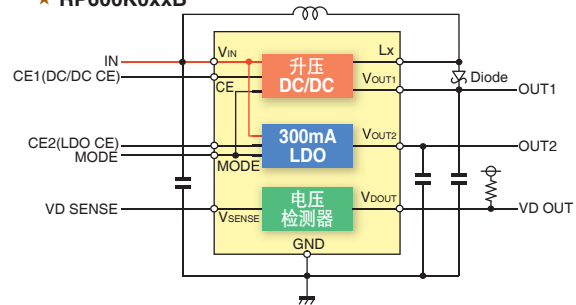 IN
VIN
CE1(DC/DC CE)
CE
升压
DC/DC
Lx
VOUT1
Diode
OUT1
CE2(LDO CE)
MODE
MODE
300mA
LDO
VOUT2
OUT2
VD SENSE
VSENSE
电压
检测器
VDOUT
VD OUT
GND